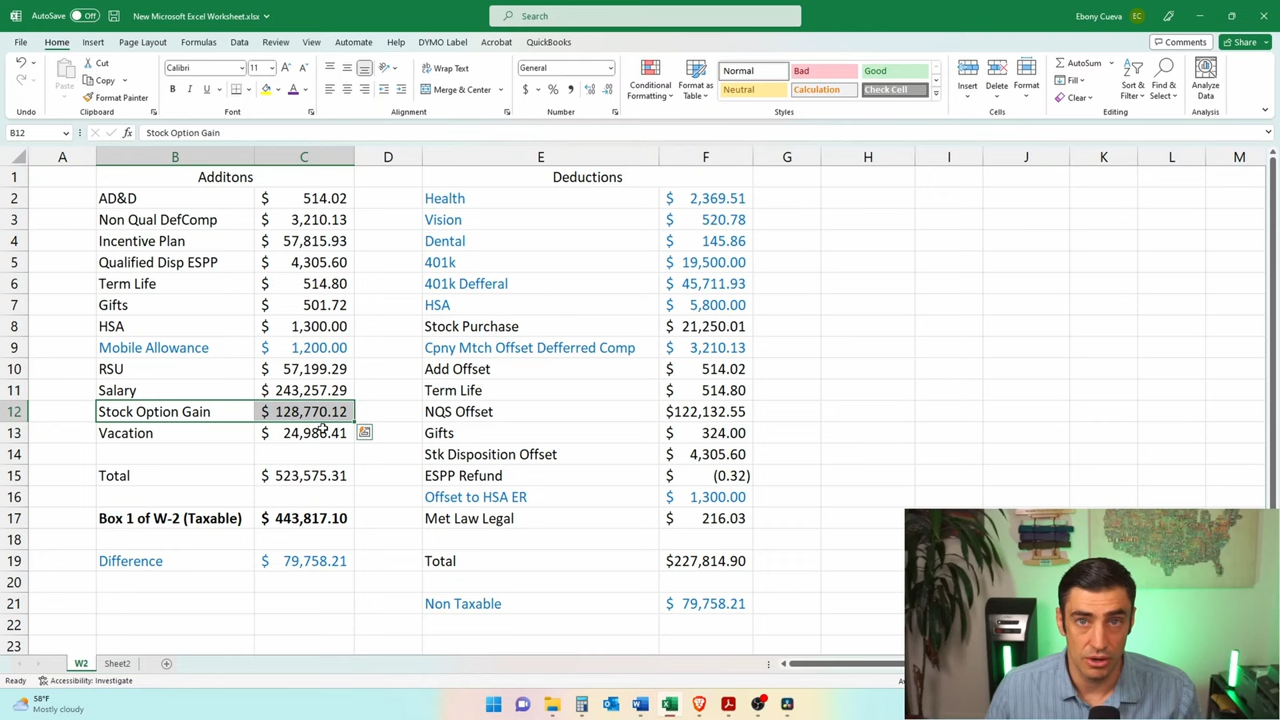 AutoSave Off New Microsoft Excel Worksheet.xlsx Search Ebony Cueva EC
File Home Insert Page Layout Formulas Data Review View Automate Help DYMO Label Acrobat QuickBooks Comments Share
Cut Calibri 11 Wrap Text General Normal Bad Good AutoSum
Copy Fill
Paste Format Painter B I U Merge & Center $ % Conditional Formatting Format as Table Neutral Calculation Check Cell Insert Delete Format Clear Sort & Filter Find & Select Analyze Data
Undo Clipboard Font Alignment Number Styles Cells Editing Analysis
B12 fx Stock Option Gain
A B C D E F G H I J K L M
1 Additons Deductions
2 AD&D $ 514.02 Health $ 2,369.51
3 Non Qual DefComp $ 3,210.13 Vision $ 520.78
4 Incentive Plan $ 57,815.93 Dental $ 145.86
5 Qualified Disp ESPP $ 4,305.60 401k $ 19,500.00
6 Term Life $ 514.80 401k Defferal $ 45,711.93
7 Gifts $ 501.72 HSA $ 5,800.00
8 HSA $ 1,300.00 Stock Purchase $ 21,250.01
9 Mobile Allowance $ 1,200.00 Cpny Mtch Offset Defferred Comp $ 3,210.13
10 RSU $ 57,199.29 Add Offset $ 514.02
11 Salary $ 243,257.29 Term Life $ 514.80
12 Stock Option Gain $ 128,770.12 NQS Offset $122,132.55
13 Vacation $ 24,986.41 Gifts $ 324.00
14 Stk Disposition Offset $ 4,305.60
15 Total $ 523,575.31 ESPP Refund $ (0.32)
16 Offset to HSA ER $ 1,300.00
17 Box 1 of W-2 (Taxable) $ 443,817.10 Met Law Legal $ 216.03
18
19 Difference $ 79,758.21 Total $227,814.90
20
21 Non Taxable $ 79,758.21
22
23
W2 Sheet2
Accessibility: Investigate
58°F
Mostly cloudy